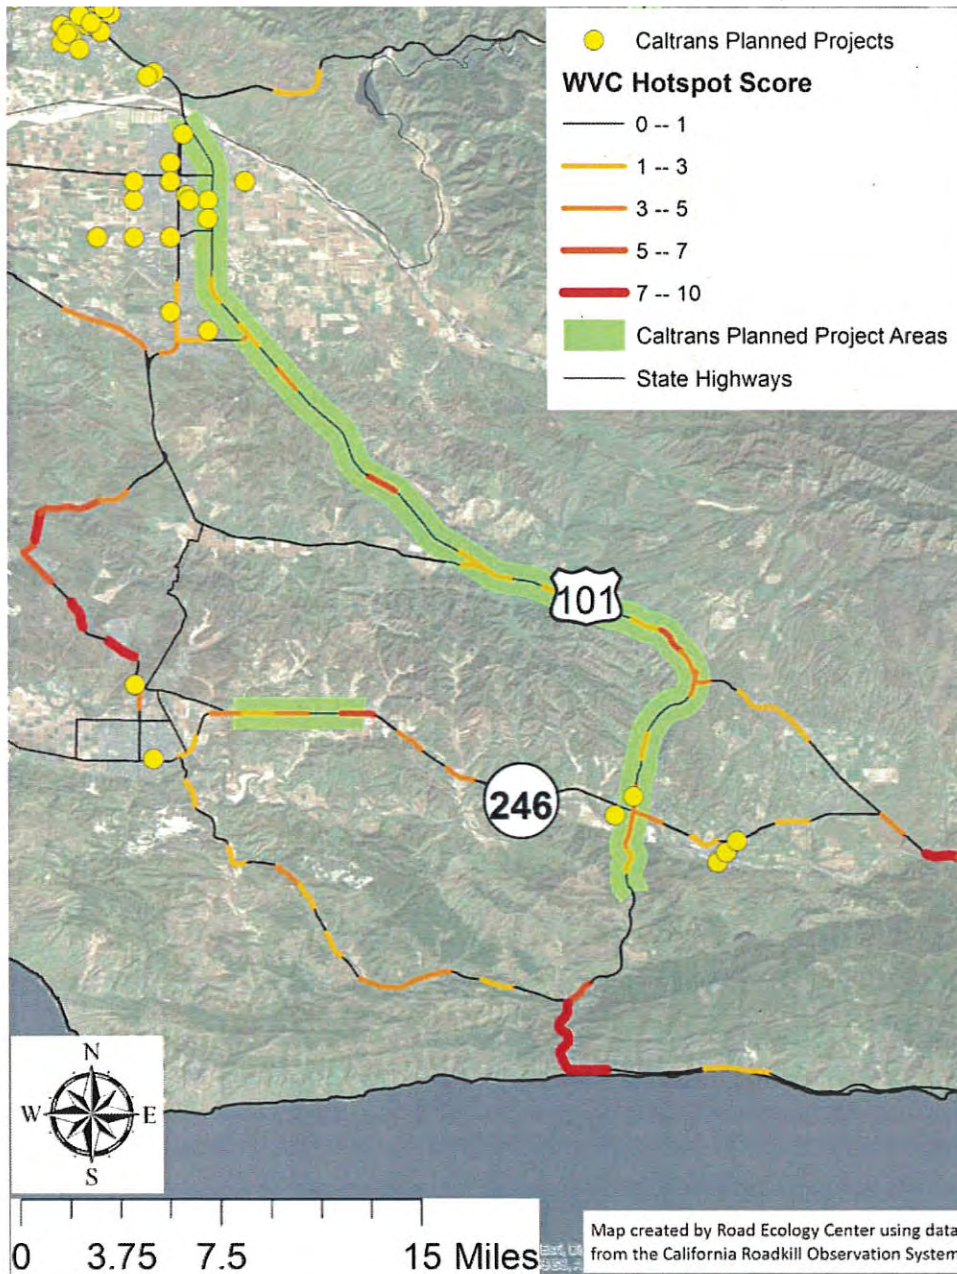 Caltrans Planned Projects
WVC Hotspot Score
0 -- 1
1 -- 3
3 -- 5
5 -- 7
7 -- 10
Caltrans Planned Project Areas
State Highways
101
246
N
W E
S
0 3.75 7.5 15 Miles
Map created by Road Ecology Center using data
from the California Roadkill Observation System